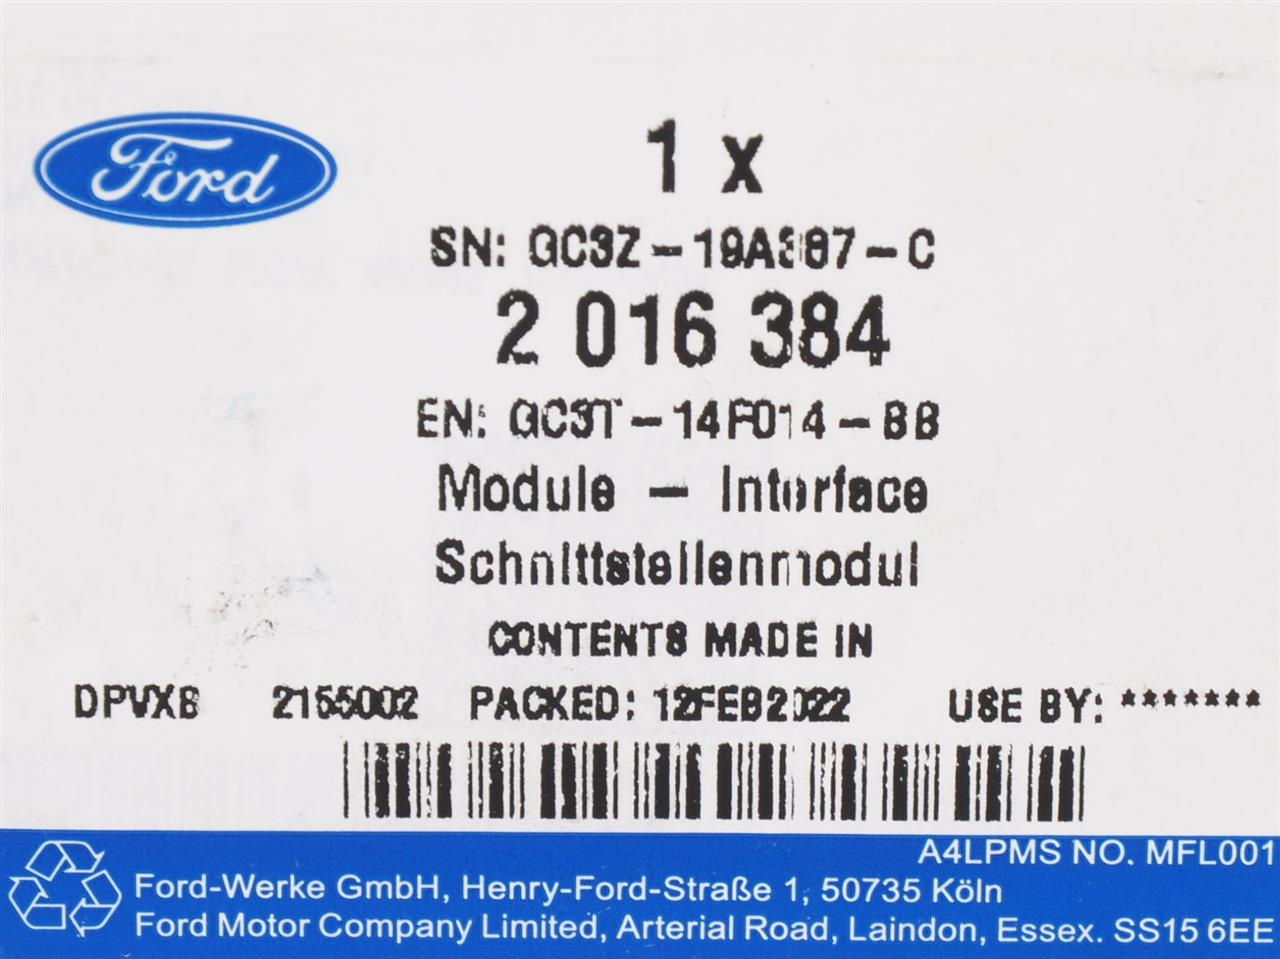 Ford
1 x
SN: GC3Z-19A387-C
2 016 384
EN: GC3T-14F014-BB
Module - Interface
Schnittstellenmodul
CONTENTS MADE IN
DPVXB 2155002 PACKED: 12FEB2022 USE BY: *******
A4LPMS NO. MFL001
Ford-Werke GmbH, Henry-Ford-Straße 1, 50735 Köln
Ford Motor Company Limited, Arterial Road, Laindon, Essex. SS15 6EE